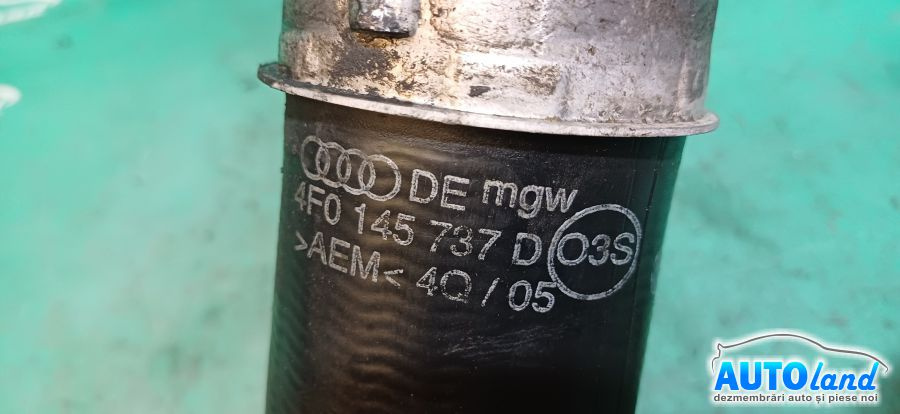 DE mgw
4F0 145 737 D O3S
>AEM< 4Q / 05
AUTOland
dezmembrări auto și piese noi